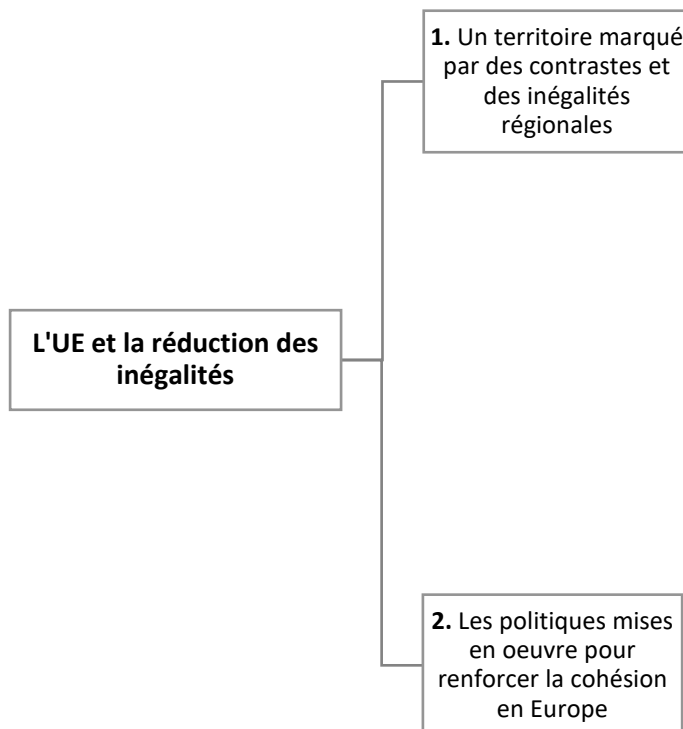 1. Un territoire marqué
par des contrastes et
des inégalités
régionales
L'UE et la réduction des
inégalités
2. Les politiques mises
en oeuvre pour
renforcer la cohésion
en Europe